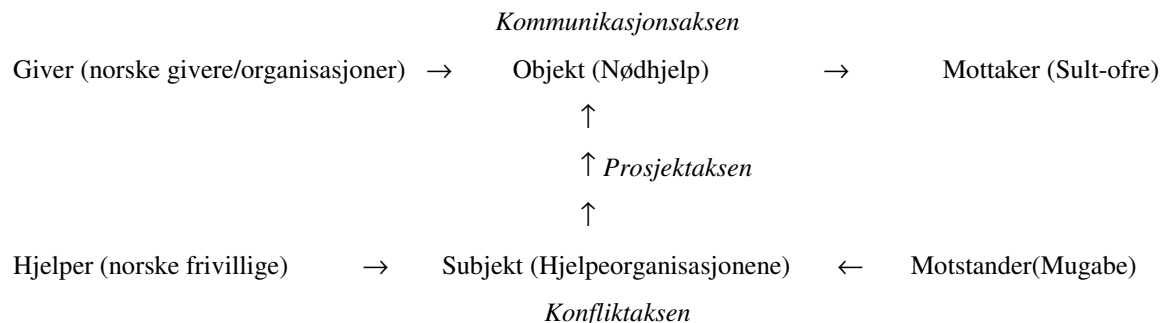 Kommunikasjonsaksen
Giver (norske givere/organisasjoner) → Objekt (Nødhjelp) → Mottaker (Sult-ofre)
↑
↑ Prosjektaksen
↑
Hjelper (norske frivillige) → Subjekt (Hjelpeorganisasjonene) ← Motstander(Mugabe)
Konfliktaksen